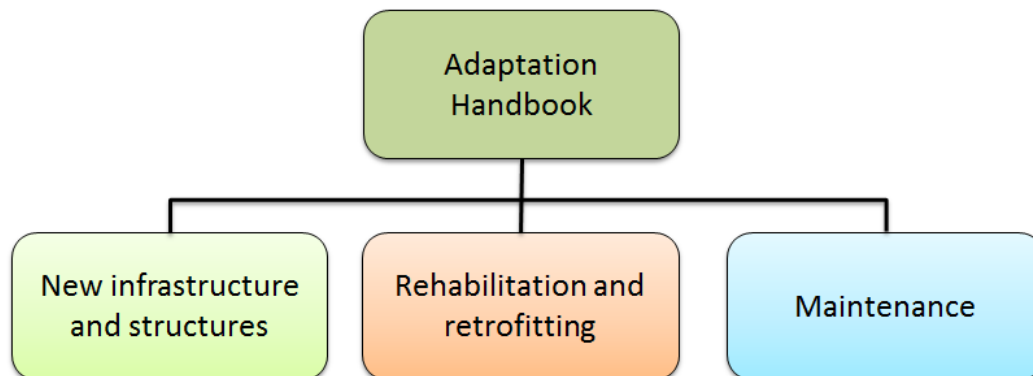 Adaptation
Handbook
New infrastructure
and structures
Rehabilitation and
retrofitting
Maintenance